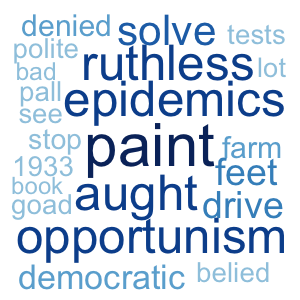 denied solve tests
polite ruthless lot
bad
pall epidemics
see
stop paint farm
1933 feet
book aught drive
goad
opportunism
democratic belied